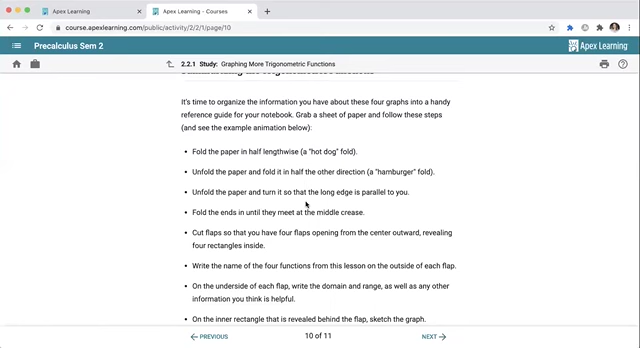 Apex Learning
Apex Learning - Courses
course.apexlearning.com/public/activity/2/2/1/page/10
Precalculus Sem 2
Apex Learning
2.2.1 Study: Graphing More Trigonometric Functions
It's time to organize the information you have about these four graphs into a handy
reference guide for your notebook. Grab a sheet of paper and follow these steps
(and see the example animation below):
• Fold the paper in half lengthwise (a "hot dog" fold).
• Unfold the paper and fold it in half the other direction (a "hamburger" fold).
• Unfold the paper and turn it so that the long edge is parallel to you.
• Fold the ends in until they meet at the middle crease.
• Cut flaps so that you have four flaps opening from the center outward, revealing
four rectangles inside.
• Write the name of the four functions from this lesson on the outside of each flap.
• On the underside of each flap, write the domain and range, as well as any other
information you think is helpful.
• On the inner rectangle that is revealed behind the flap, sketch the graph.
PREVIOUS
10 of 11
NEXT